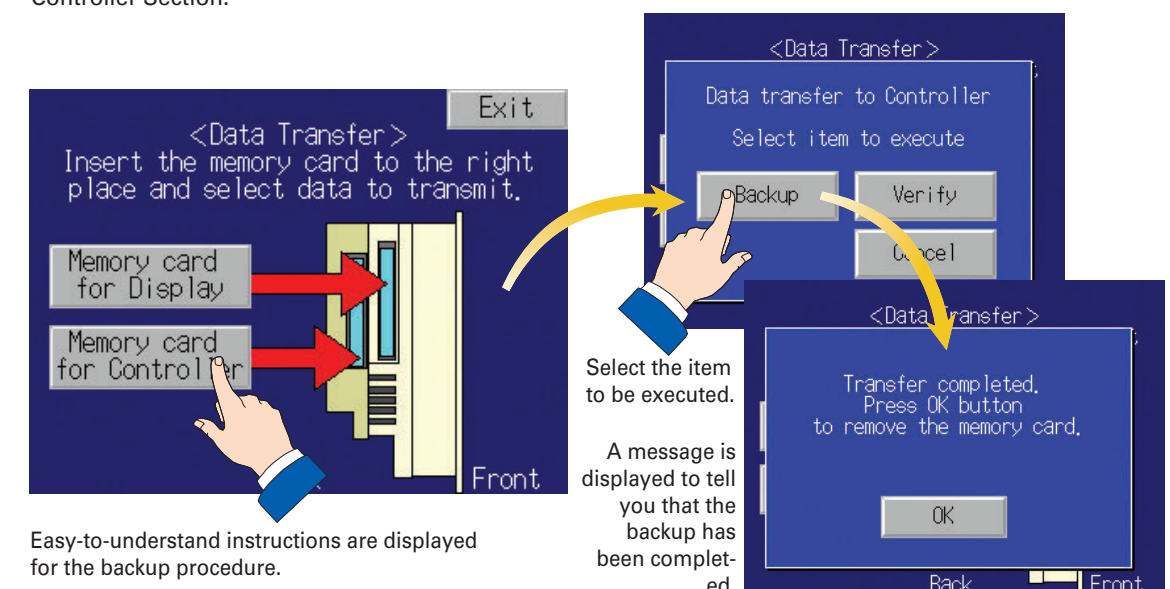 Controller Section.
Exit
<Data Transfer>
Insert the memory card to the right
place and select data to transmit.
Memory card
for Display
Memory card
for Controller
Front
Easy-to-understand instructions are displayed
for the backup procedure.
<Data Transfer>
Data transfer to Controller
Select item to execute
Backup
Verify
Cancel
Select the item
to be executed.
A message is
displayed to tell
you that the
backup has
been complet-
ed.
<Data Transfer>
Transfer completed.
Press OK button
to remove the memory card.
OK
Back
Front